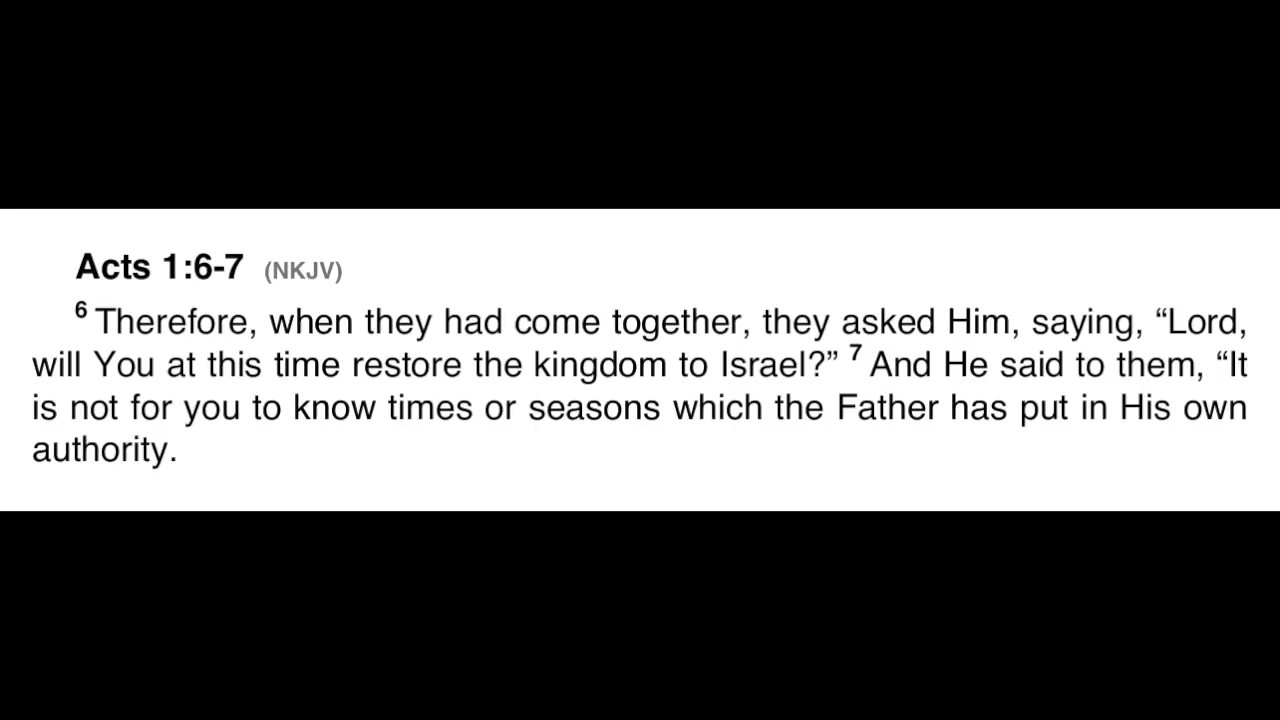 Acts 1:6-7 (NKJV)
6 Therefore, when they had come together, they asked Him, saying, “Lord,
will You at this time restore the kingdom to Israel?” 7 And He said to them, “It
is not for you to know times or seasons which the Father has put in His own
authority.